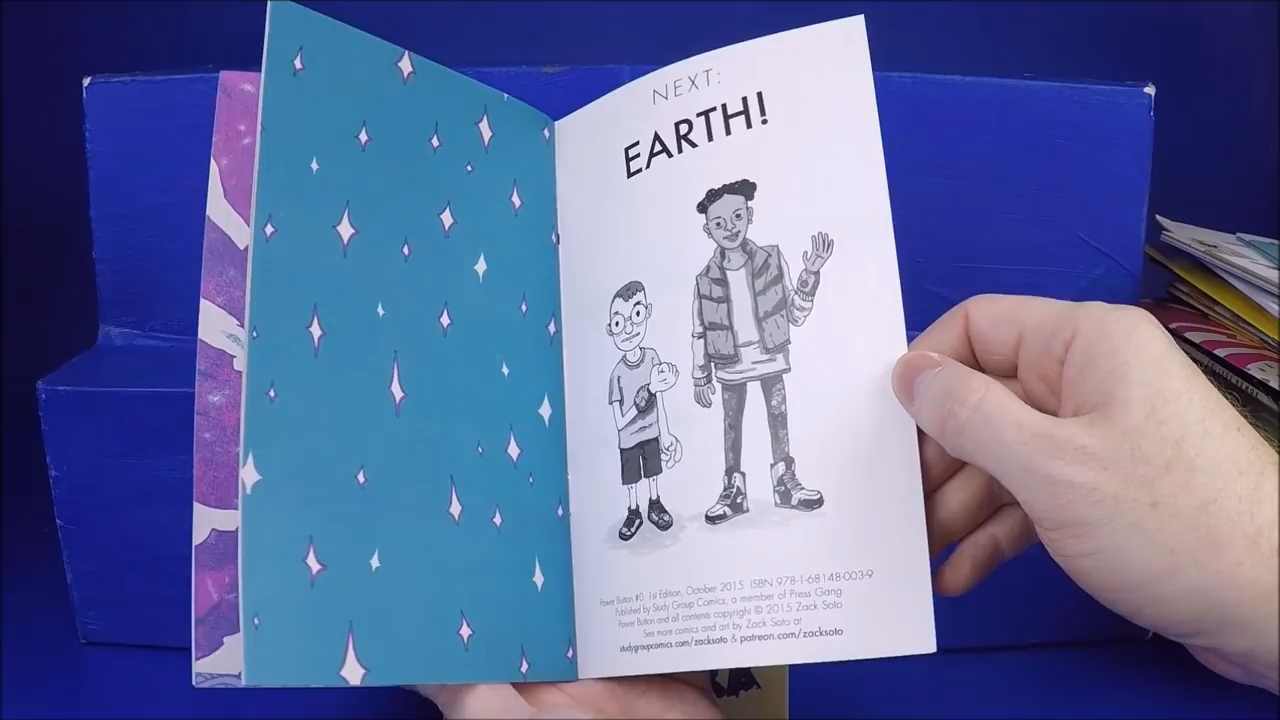 NEXT:
EARTH!
Power Button #0 1st Edition, October 2015 ISBN 978-1-68148-003-9
Published by Study Group Comics, a member of Press Gang
Power Button and all contents copyright © 2015 Zack Soto
See more comics and art by Zack Soto at
studygroupcomics.com/zacksoto & patreon.com/zacksoto